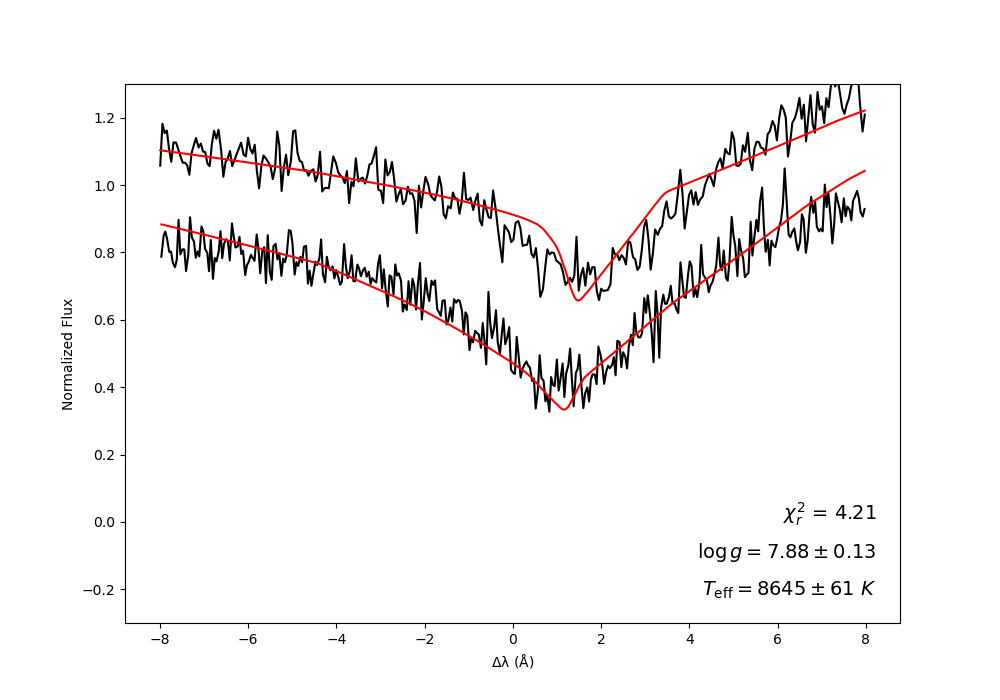 1.2
1.0
0.8
0.6
0.4
0.2
0.0
−0.2
Normalized Flux
χ²ᵣ = 4.21
log g = 7.88 ± 0.13
T_eff = 8645 ± 61 K
−8 −6 −4 −2 0 2 4 6 8
Δλ (Å)